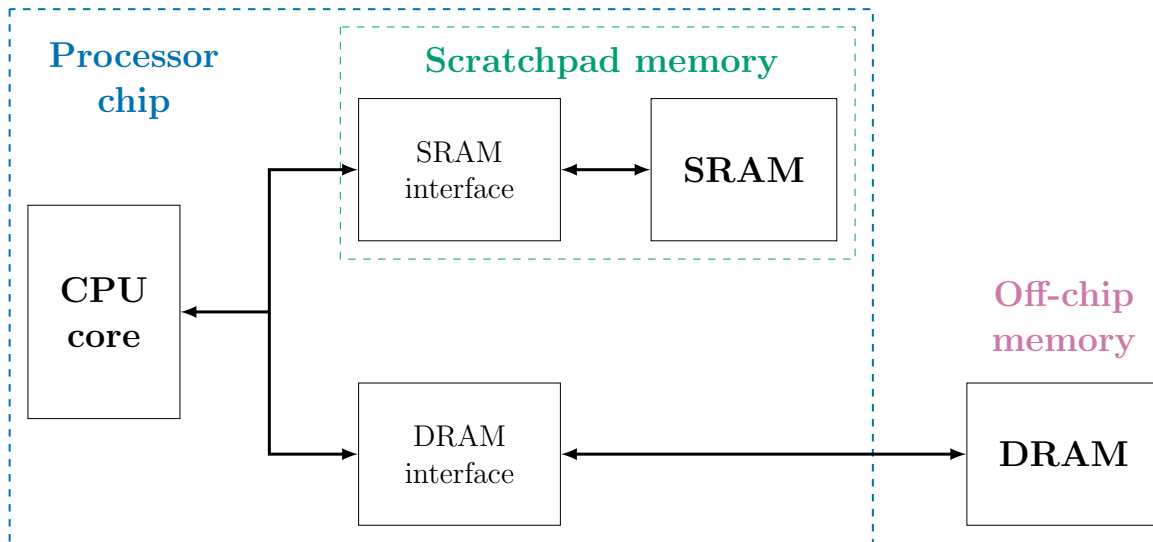 Processor
chip
Scratchpad memory
SRAM
interface
SRAM
CPU
core
Off-chip
memory
DRAM
interface
DRAM